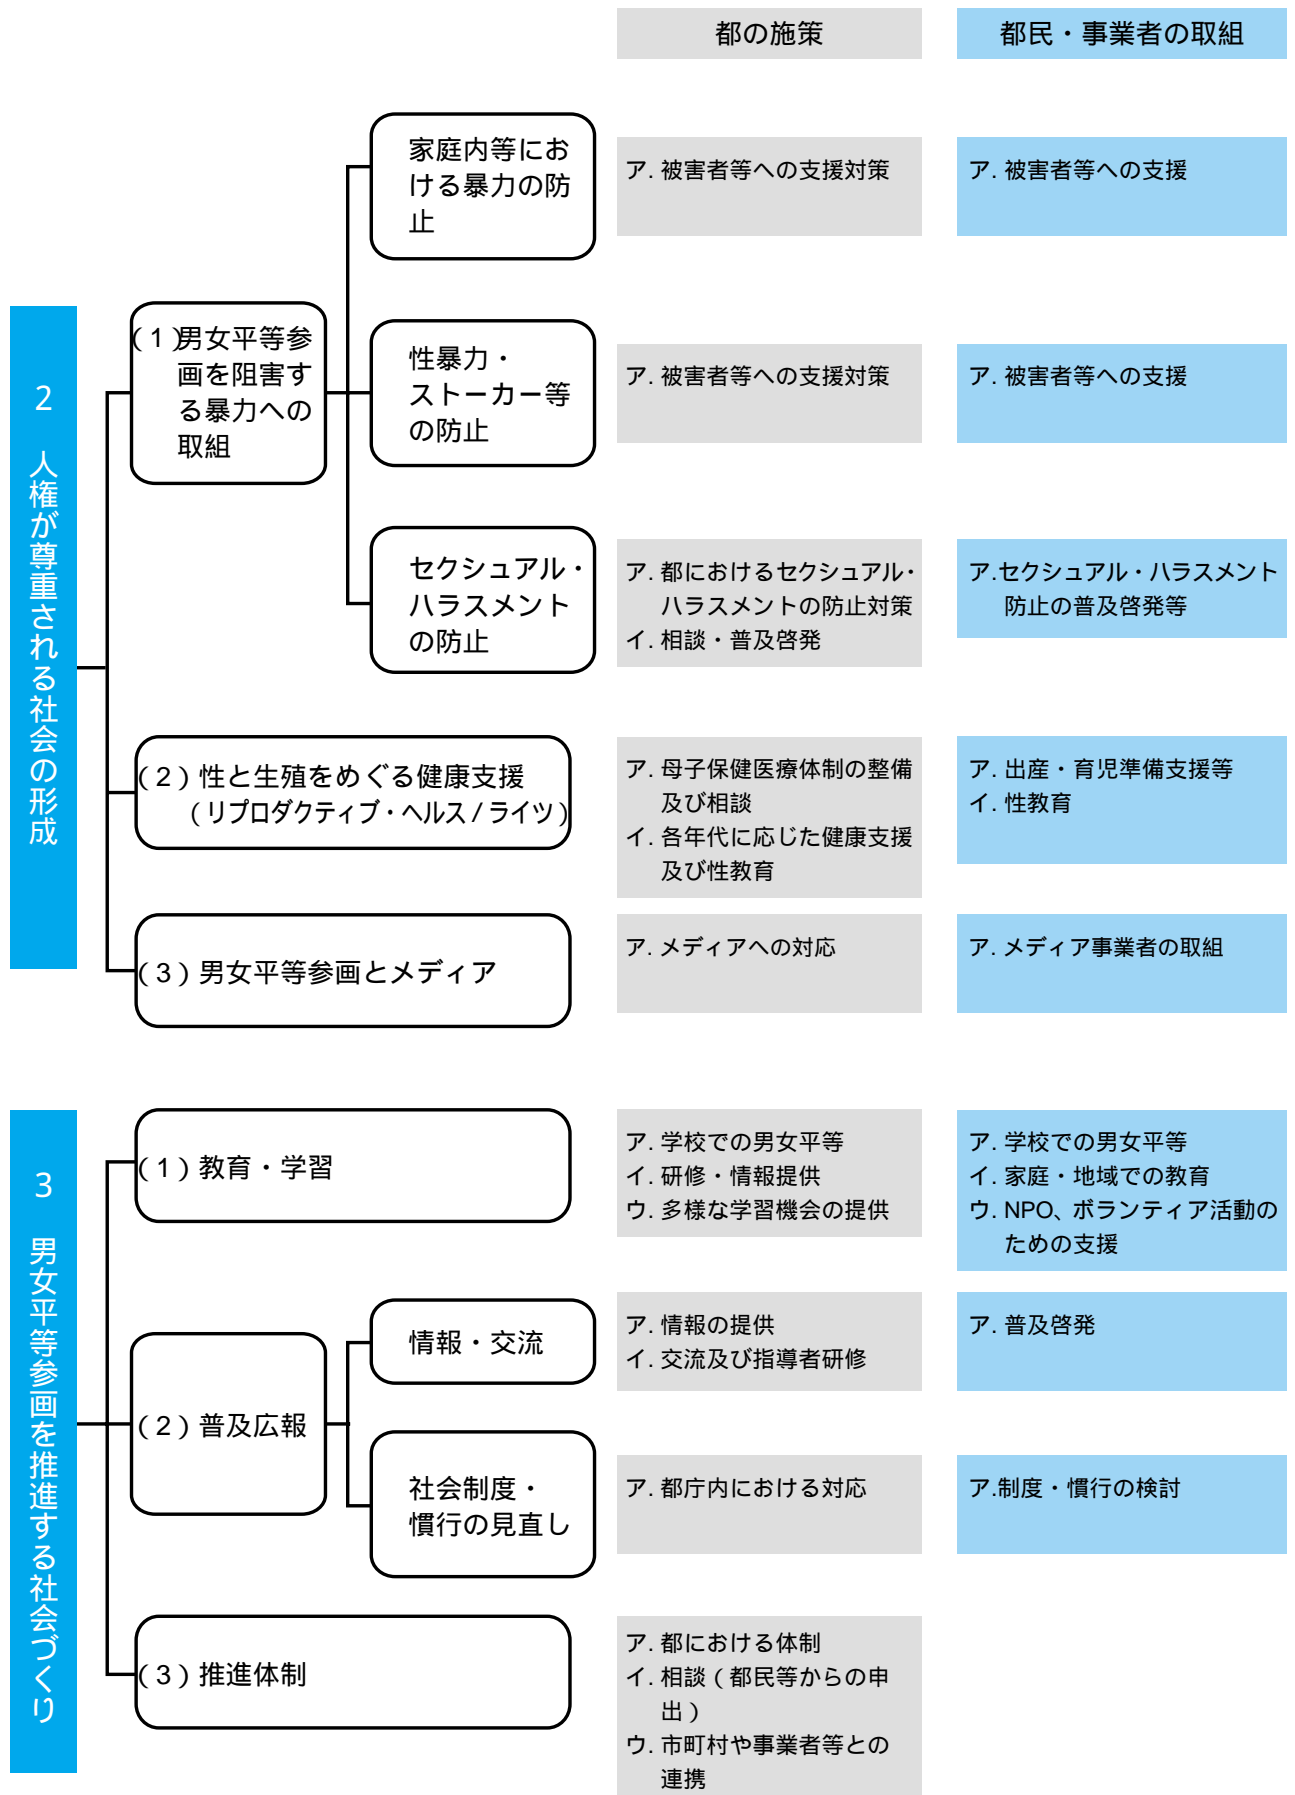 都の施策
都民・事業者の取組
2 人権が尊重される社会の形成
(1)男女平等参
画を阻害す
る暴力への
取組
家庭内等にお
ける暴力の防
止
ア. 被害者等への支援対策
ア. 被害者等への支援
性暴力・
ストーカー等
の防止
ア. 被害者等への支援対策
ア. 被害者等への支援
セクシュアル・
ハラスメント
の防止
ア. 都におけるセクシュアル・
ハラスメントの防止対策
イ. 相談・普及啓発
ア.セクシュアル・ハラスメント
防止の普及啓発等
(2)性と生殖をめぐる健康支援
(リプロダクティブ・ヘルス/ライツ)
ア. 母子保健医療体制の整備
及び相談
イ. 各年代に応じた健康支援
及び性教育
ア. 出産・育児準備支援等
イ. 性教育
(3)男女平等参画とメディア
ア. メディアへの対応
ア. メディア事業者の取組
3 男女平等参画を推進する社会づくり
(1)教育・学習
ア. 学校での男女平等
イ. 研修・情報提供
ウ. 多様な学習機会の提供
ア. 学校での男女平等
イ. 家庭・地域での教育
ウ. NPO、ボランティア活動の
ための支援
(2)普及広報
情報・交流
ア. 情報の提供
イ. 交流及び指導者研修
ア. 普及啓発
社会制度・
慣行の見直し
ア. 都庁内における対応
ア.制度・慣行の検討
(3)推進体制
ア. 都における体制
イ. 相談(都民等からの申
出)
ウ. 市町村や事業者等との
連携